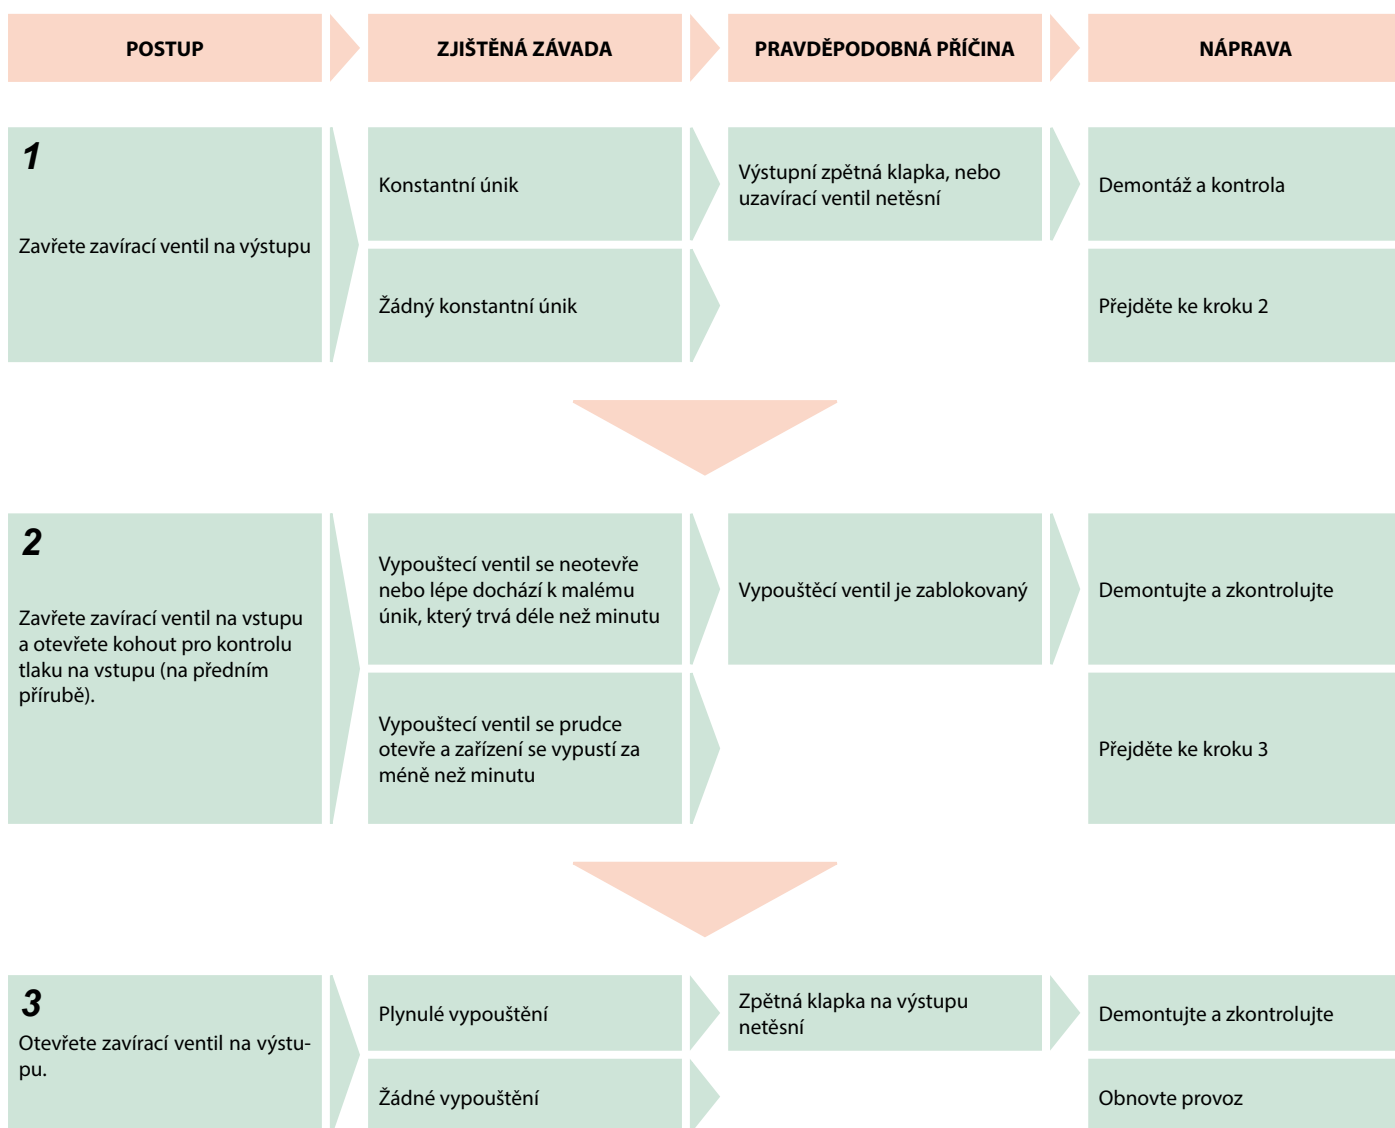 POSTUP
ZJIŠTĚNÁ ZÁVADA
PRAVDĚPODOBNÁ PŘÍČINA
NÁPRAVA
1
Zavřete zavírací ventil na výstupu
Konstantní únik
Výstupní zpětná klapka, nebo
uzavírací ventil netěsní
Demontáž a kontrola
Žádný konstantní únik
Přejděte ke kroku 2
2
Zavřete zavírací ventil na vstupu
a otevřete kohout pro kontrolu
tlaku na vstupu (na předním
přírubě).
Vypouštecí ventil se neotevře
nebo lépe dochází k malému
únik, který trvá déle než minutu
Vypouštěcí ventil je zablokovaný
Demontujte a zkontrolujte
Vypouštecí ventil se prudce
otevře a zařízení se vypustí za
méně než minutu
Přejděte ke kroku 3
3
Otevřete zavírací ventil na výstu-
pu.
Plynulé vypouštění
Zpětná klapka na výstupu
netěsní
Demontujte a zkontrolujte
Žádné vypouštění
Obnovte provoz